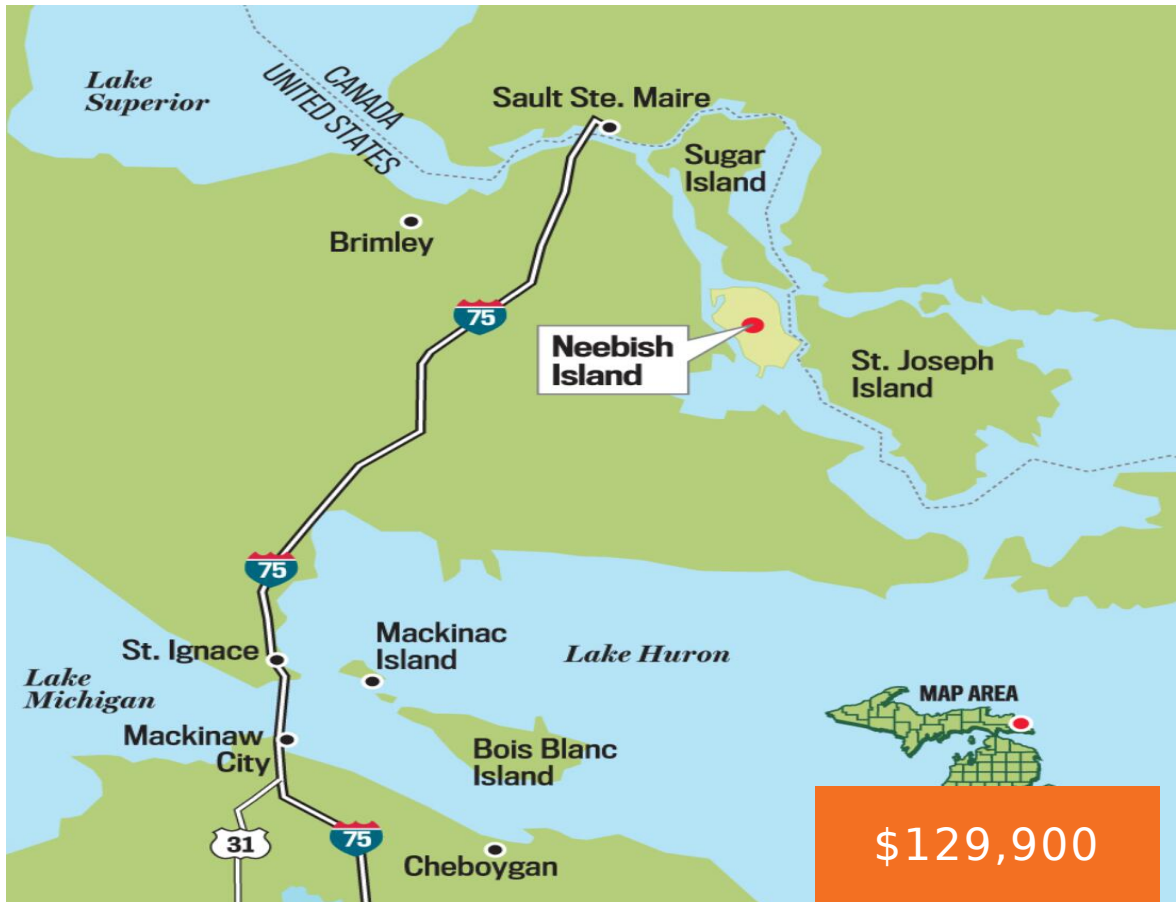 Lake
Superior
CANADA
UNITED STATES
Sault Ste. Maire
Sugar
Island
Brimley
75
Neebish
Island
St. Joseph
Island
75
St. Ignace
Mackinac
Island
Lake Huron
Lake
Michigan
MAP AREA
Mackinaw
City
Bois Blanc
Island
31
75
Cheboygan
$129,900